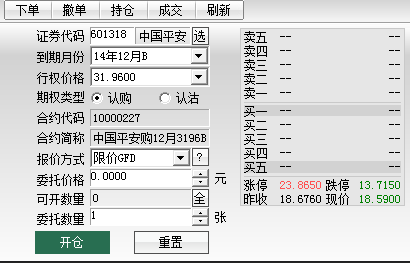 下单 撤单 持仓 成交 刷新
证券代码 601318 中国平安 选
到期月份 14年12月B
行权价格 31.9600
期权类型 认购 认沽
合约代码 10000227
合约简称 中国平安购12月3196B
报价方式 限价GFD ?
委托价格 0.0000 元
可开数量 0 全
委托数量 1 张
开仓 重置
卖五 -- --
卖四 -- --
卖三 -- --
卖二 -- --
卖一 -- --
买一 -- --
买二 -- --
买三 -- --
买四 -- --
买五 -- --
涨停 23.8650 跌停 13.7150
昨收 18.6760 现价 18.5900